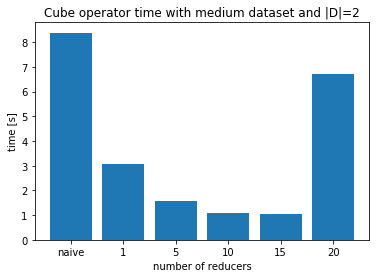 Cube operator time with medium dataset and |D|=2
time [s]
8
7
6
5
4
3
2
1
0
naive 1 5 10 15 20
number of reducers